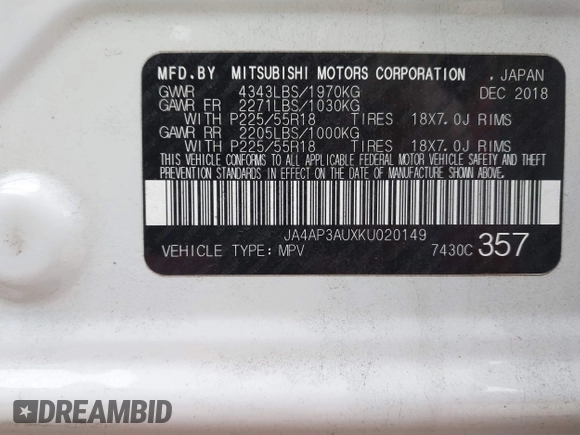 MFD.BY MITSUBISHI MOTORS CORPORATION , JAPAN
GVWR 4343LBS/1970KG DEC 2018
GAWR FR 2271LBS/1030KG
WITH P225/55R18 TIRES 18X7.0J RIMS
GAWR RR 2205LBS/1000KG
WITH P225/55R18 TIRES 18X7.0J RIMS
THIS VEHICLE CONFORMS TO ALL APPLICABLE FEDERAL MOTOR VEHICLE SAFETY AND THEFT
PREVENTION STANDARDS IN EFFECT ON THE DATE OF MANUFACTURE SHOWN ABOVE.
JA4AP3AUXKU020149
VEHICLE TYPE: MPV 7430C 357
DREAMBID